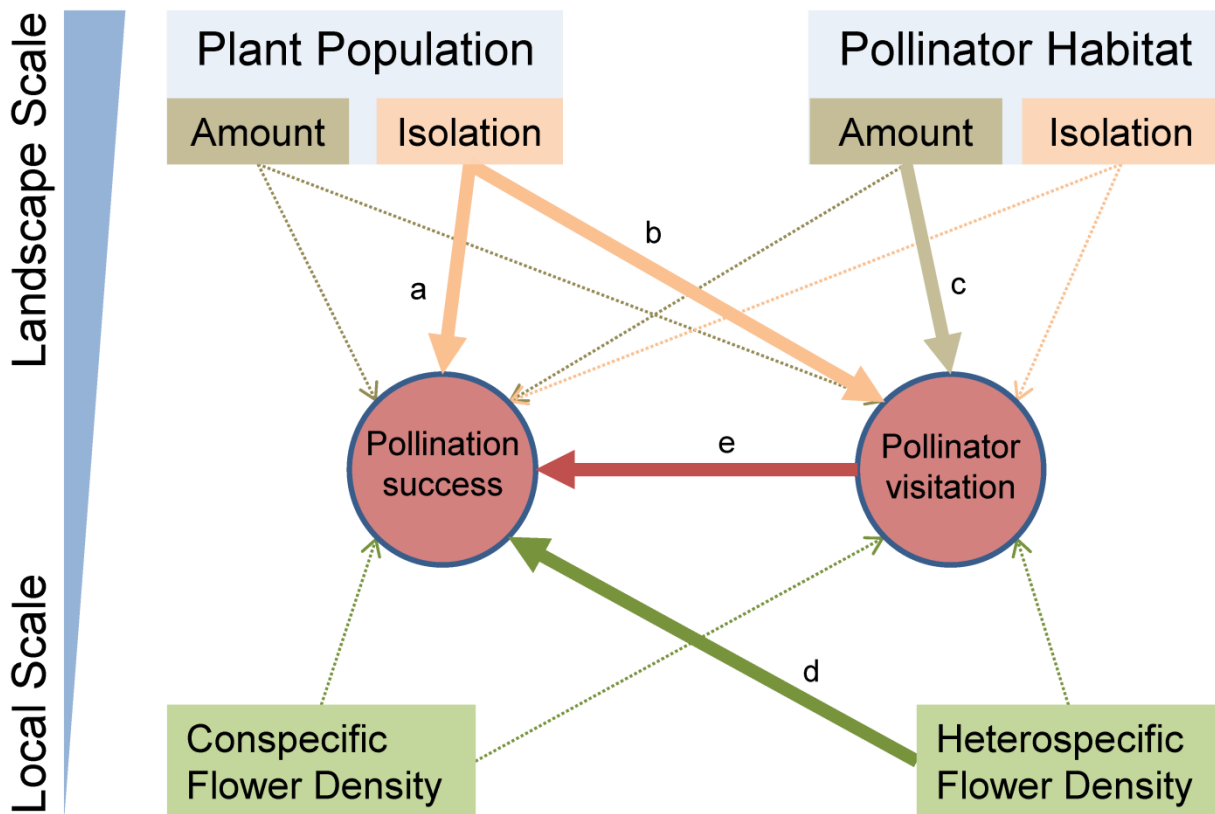 Landscape Scale
Local Scale
Plant Population
Amount
Isolation
Pollinator Habitat
Amount
Isolation
a
b
c
Pollination
success
e
Pollinator
visitation
d
Conspecific
Flower Density
Heterospecific
Flower Density